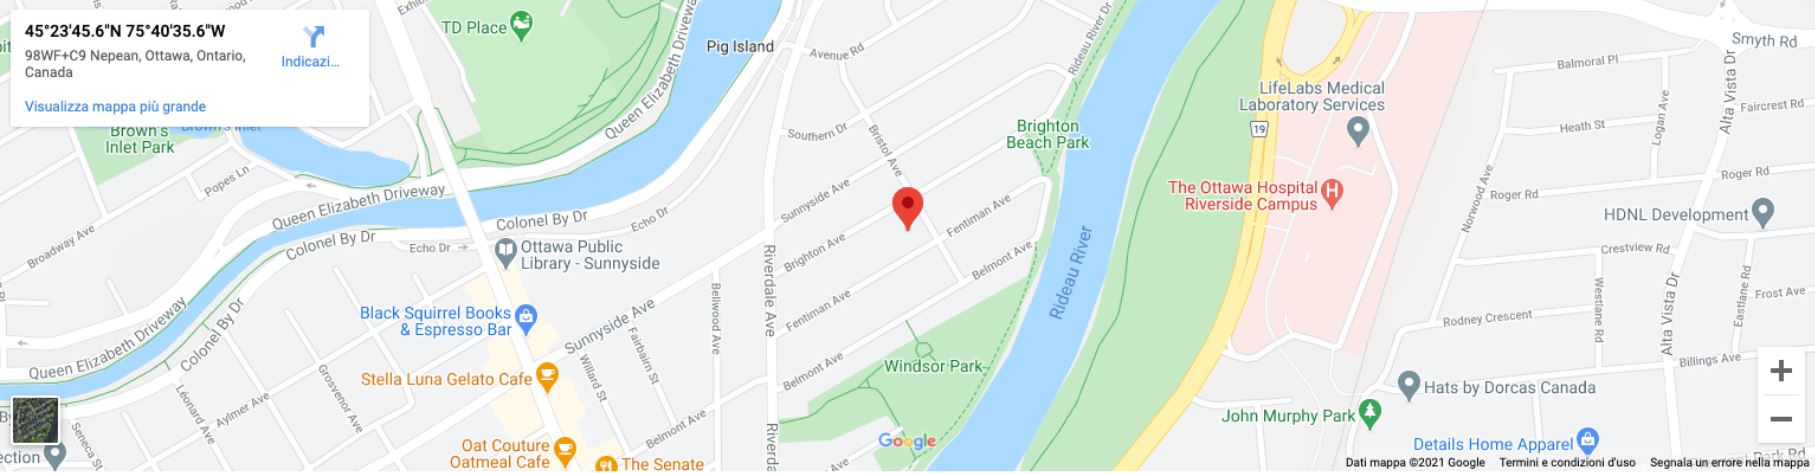 45°23'45.6"N 75°40'35.6"W
98WF+C9 Nepean, Ottawa, Ontario,
Canada
Indicazi...
Visualizza mappa più grande
TD Place
Pig Island
Avenue Rd
Rideau River Dr
Smyth Rd
Balmoral Pl
Alta Vista Dr
LifeLabs Medical
Laboratory Services
Faircrest Rd
Logan Ave
Heath St
19
Brown's
Inlet Park
Brown's Inlet
Queen Elizabeth Driveway
Southern Dr
Bristol Ave
Brighton
Beach Park
Popes Ln
Queen Elizabeth Driveway
Sunnyside Ave
Fentiman Ave
The Ottawa Hospital
Riverside Campus
Roger Rd
Roger Rd
Norwood Ave
HDNL Development
Colonel By Dr
Echo Dr
Broadway Ave
Colonel By Dr
Echo Dr
Ottawa Public
Library - Sunnyside
Riverdale Ave
Brighton Ave
Belmont Ave
Rideau River
Crestview Rd
Westlane Rd
Eastlane Rd
Frost Ave
Black Squirrel Books
& Espresso Bar
Sunnyside Ave
Bellwood Ave
Fentiman Ave
Rodney Crescent
Alta Vista Dr
Queen Elizabeth Driveway
Colonel By Dr
Fairbairn St
Willard St
Windsor Park
Billings Ave
Stella Luna Gelato Cafe
Belmont Ave
Grosvenor Ave
Hats by Dorcas Canada
Leonard Ave
Aylmer Ave
Seneca St
Belmont Ave
John Murphy Park
Oat Couture
Oatmeal Cafe
The Senate
Google
Details Home Apparel
Dati mappa ©2021 Google
Termini e condizioni d'uso
Segnala un errore nella mappa